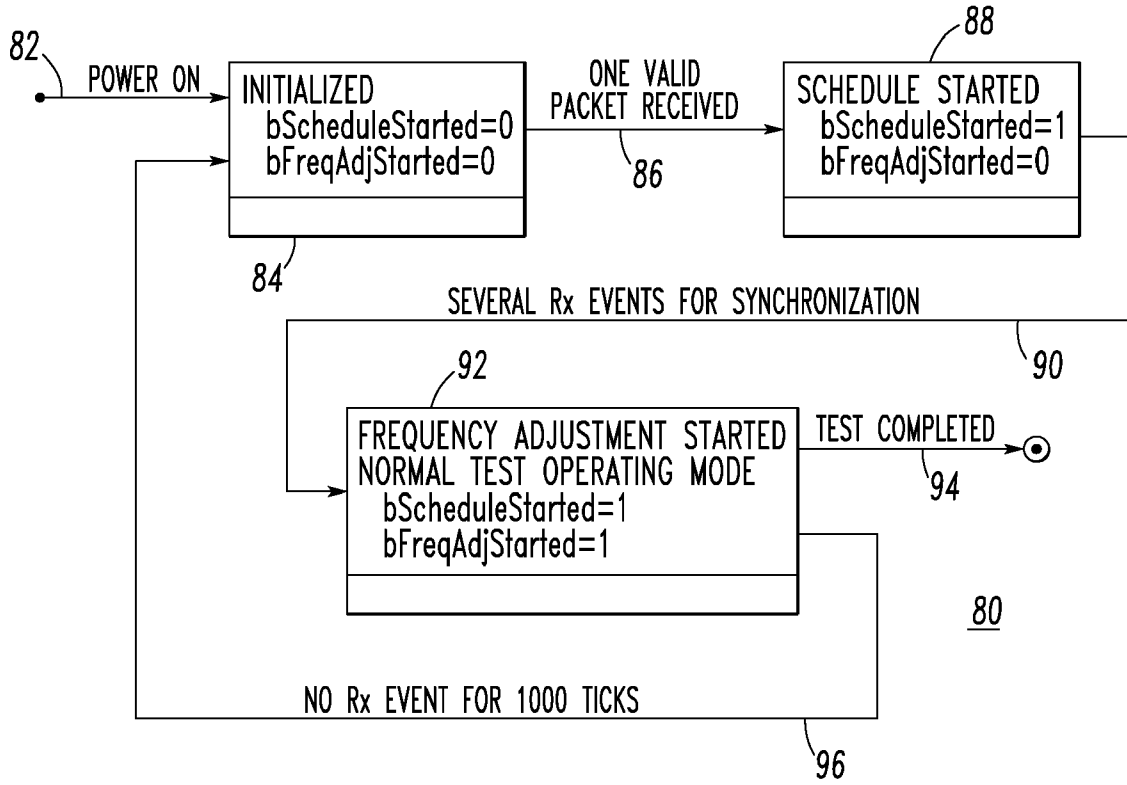 82
POWER ON
INITIALIZED
bScheduleStarted=0
bFreqAdjStarted=0
84
ONE VALID
PACKET RECEIVED
86
88
SCHEDULE STARTED
bScheduleStarted=1
bFreqAdjStarted=0
SEVERAL Rx EVENTS FOR SYNCHRONIZATION
90
92
FREQUENCY ADJUSTMENT STARTED
NORMAL TEST OPERATING MODE
bScheduleStarted=1
bFreqAdjStarted=1
TEST COMPLETED
94
80
NO Rx EVENT FOR 1000 TICKS
96